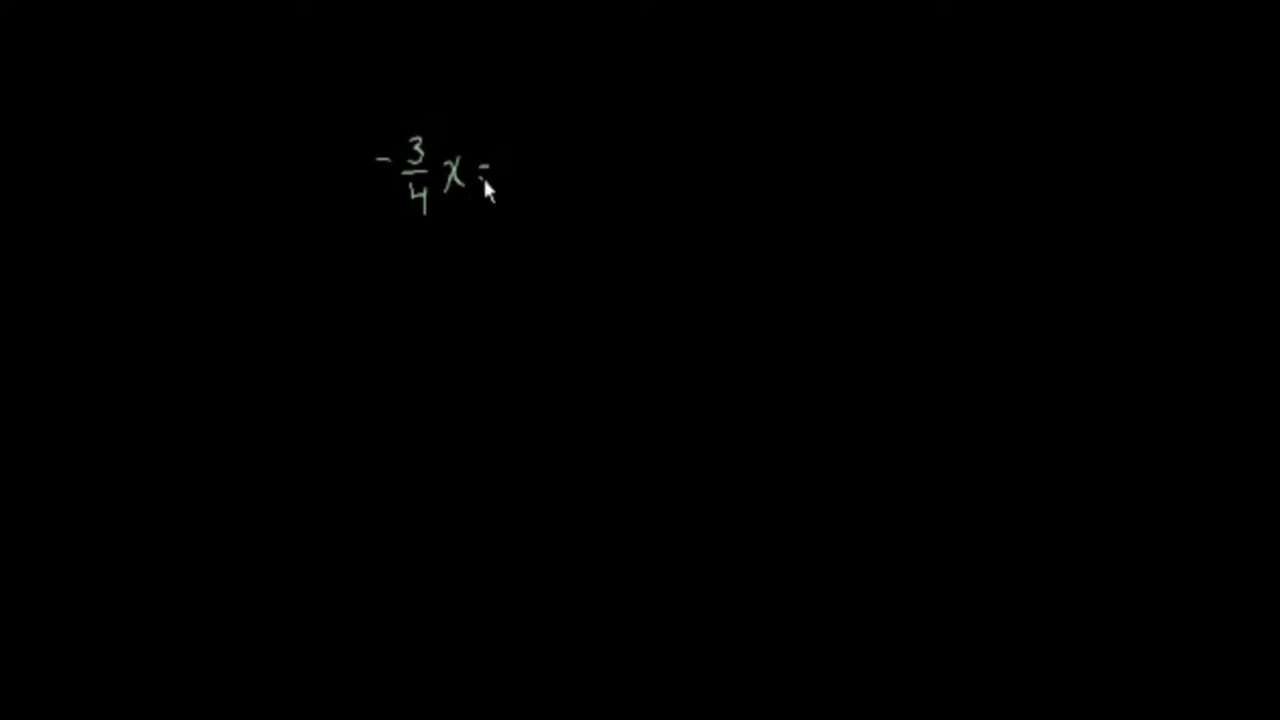 -3/4 x =